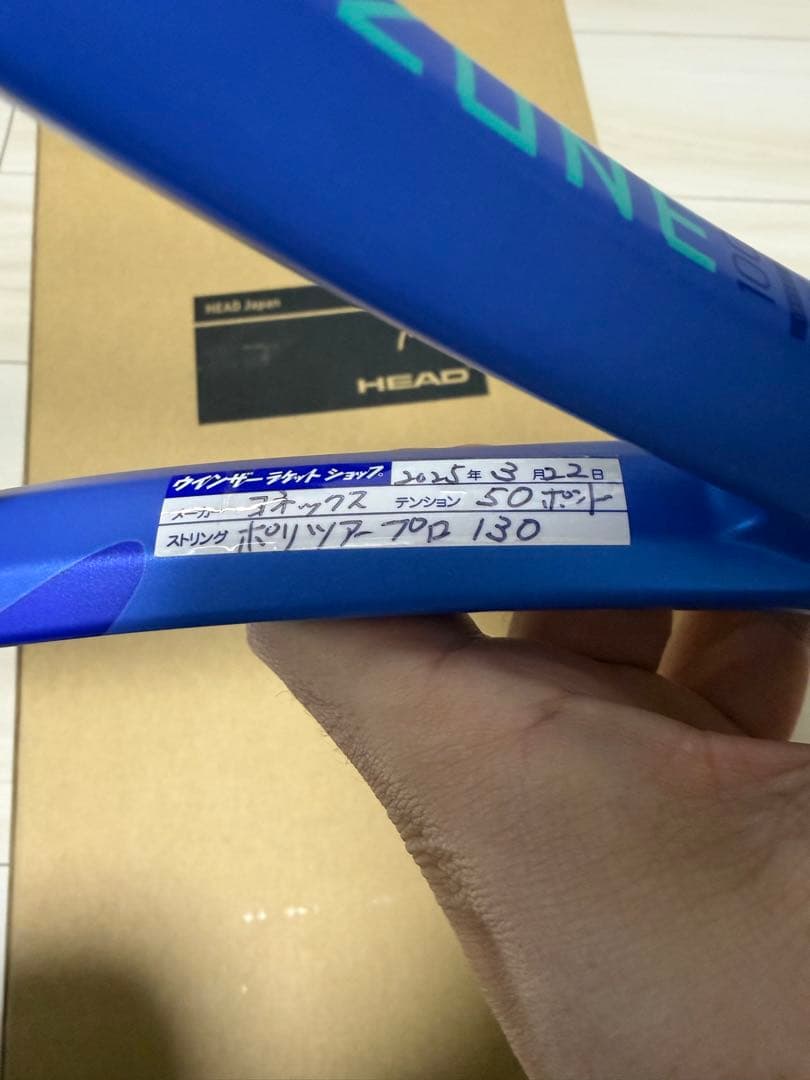 ZONE
100
HEAD Japan
HEAD
ウインザーラケットショップ
2025年3月22日
メーカー ヨネックス テンション 50ポンド
ストリング ポリツアープロ 130